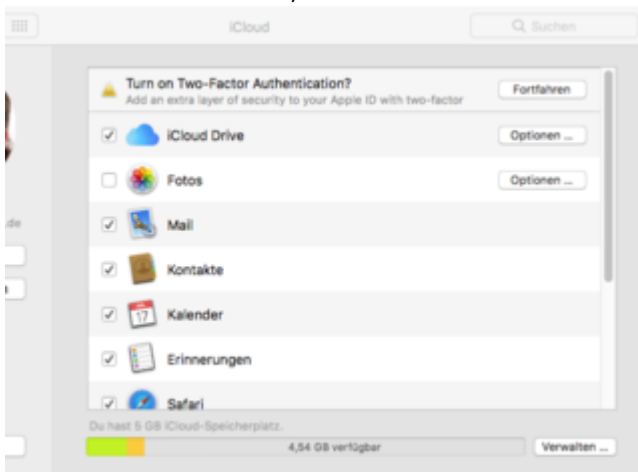 iCloud
Suchen
Turn on Two-Factor Authentication?
Add an extra layer of security to your Apple ID with two-factor
Fortfahren
iCloud Drive
Optionen ...
Fotos
Optionen ...
Mail
.de
Kontakte
17
Kalender
Erinnerungen
Safari
Du hast 5 GB iCloud-Speicherplatz.
4,54 GB verfügbar
Verwalten ...